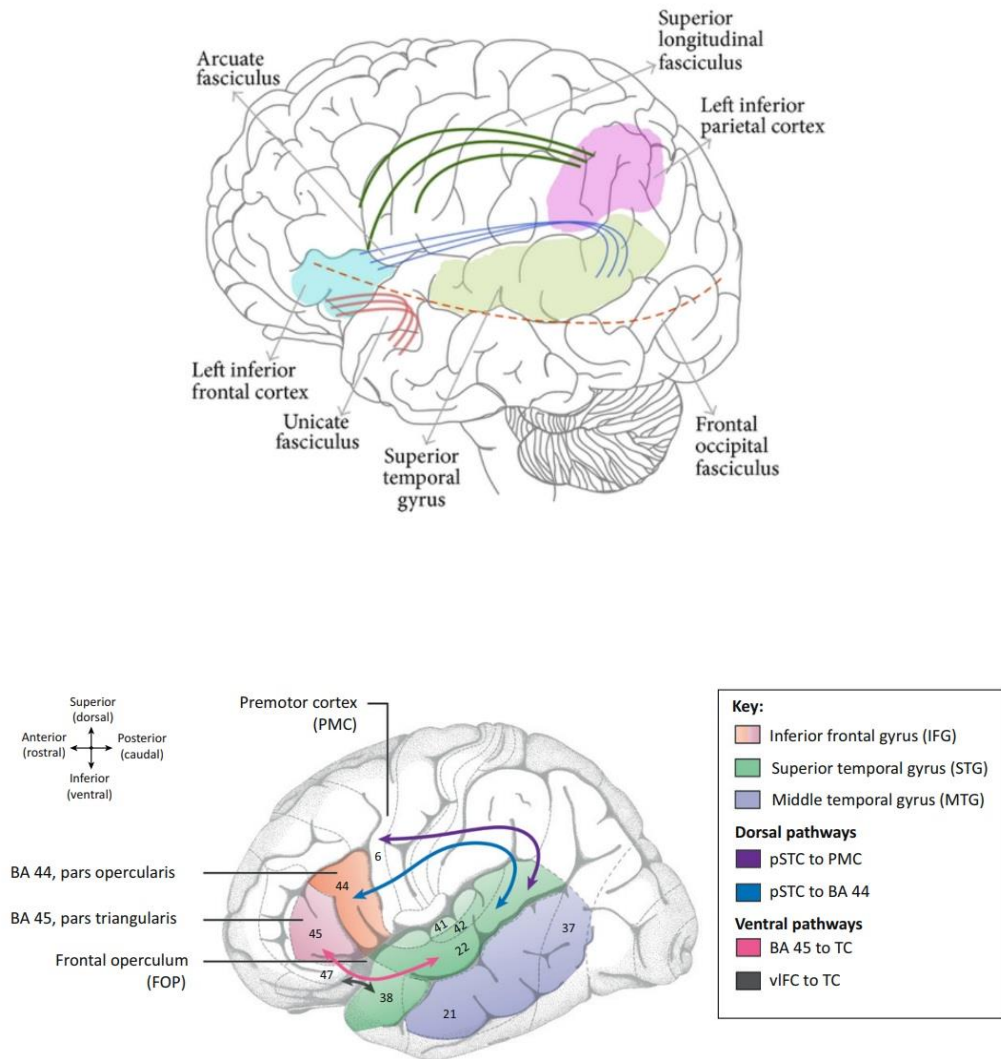 Superior
longitudinal
fasciculus
Arcuate
fasciculus
Left inferior
parietal cortex
Left inferior
frontal cortex
Unicate
fasciculus
Superior
temporal
gyrus
Frontal
occipital
fasciculus
Superior
(dorsal)
Anterior
(rostral)
Posterior
(caudal)
Inferior
(ventral)
Premotor cortex
(PMC)
BA 44, pars opercularis
BA 45, pars triangularis
Frontal operculum
(FOP)
6
44
45
47
38
41
42
22
37
21
Key:
Inferior frontal gyrus (IFG)
Superior temporal gyrus (STG)
Middle temporal gyrus (MTG)
Dorsal pathways
pSTC to PMC
pSTC to BA 44
Ventral pathways
BA 45 to TC
vIFC to TC